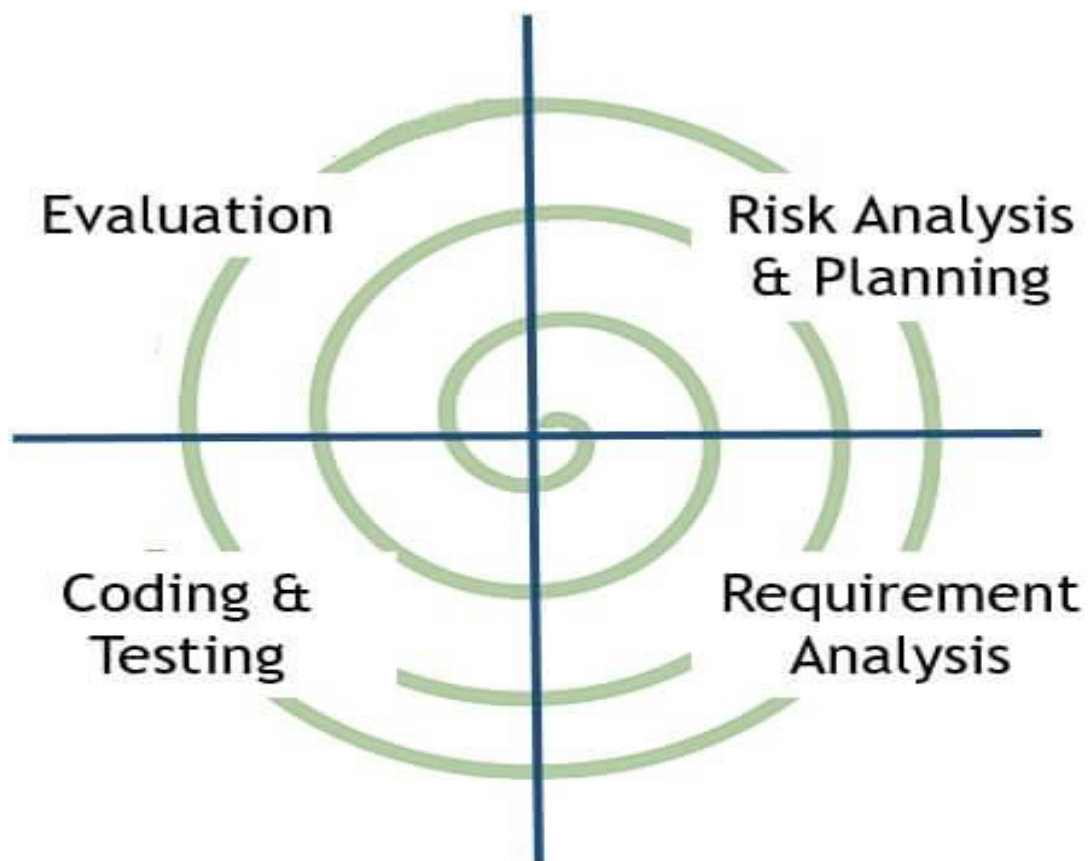 Evaluation
Risk Analysis
& Planning
Coding &
Testing
Requirement
Analysis